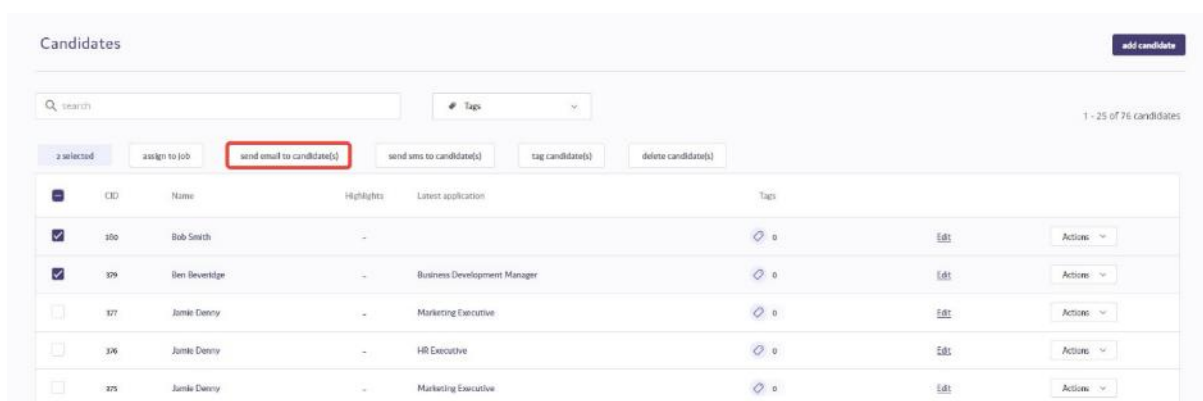 Candidates
add candidate
search
Tags
1 - 25 of 76 candidates
2 selected assign to job send email to candidate(s) send sms to candidate(s) tag candidate(s) delete candidate(s)
CID Name Highlights Latest application Tags
Bob Smith – 0 Edit Actions
379 Ben Beveridge – Business Development Manager 0 Edit Actions
377 Jamie Denny – Marketing Executive 0 Edit Actions
376 Jamie Denny – HR Executive 0 Edit Actions
375 Jamie Denny – Marketing Executive 0 Edit Actions